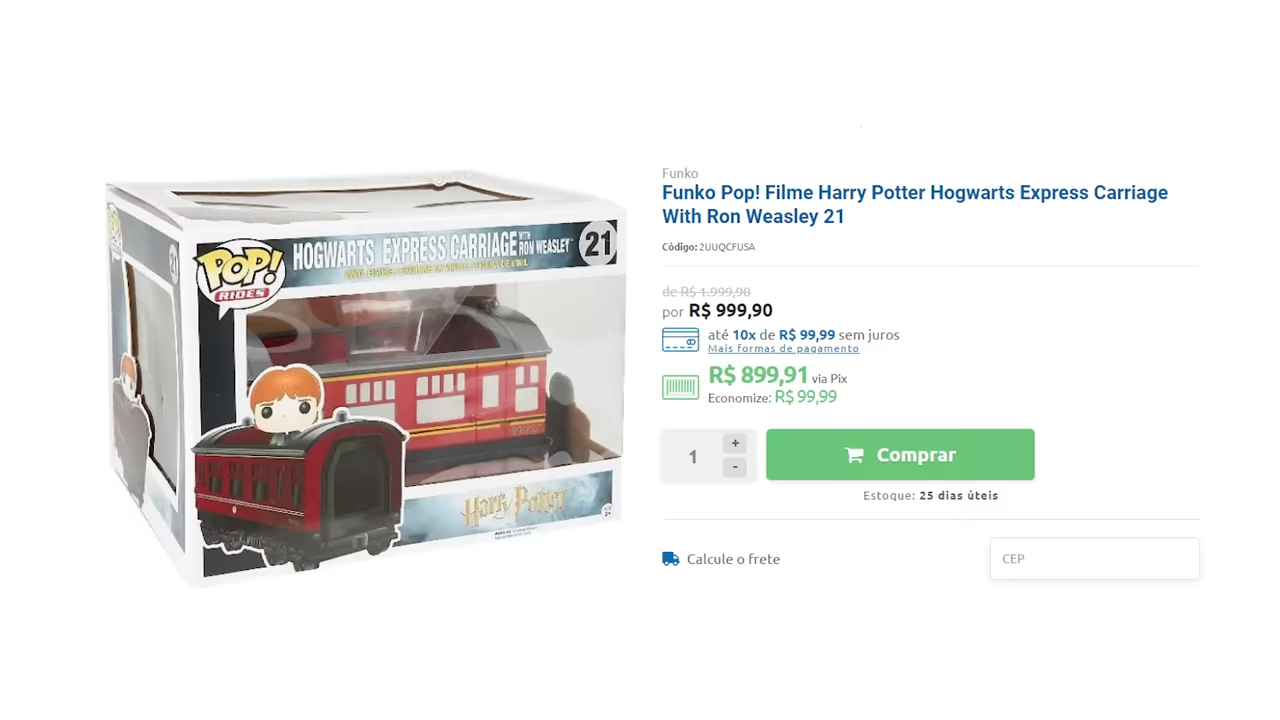 POP!
RIDES
HOGWARTS EXPRESS CARRIAGE WITH RON WEASLEY
21
Harry Potter
Funko
Funko Pop! Filme Harry Potter Hogwarts Express Carriage
With Ron Weasley 21
Código: 2UUQCFUSA
de R$ 1.999,90
por R$ 999,90
até 10x de R$ 99,99 sem juros
Mais formas de pagamento
R$ 899,91 via Pix
Economize: R$ 99,99
1
+
-
Comprar
Estoque: 25 dias úteis
Calcule o frete
CEP